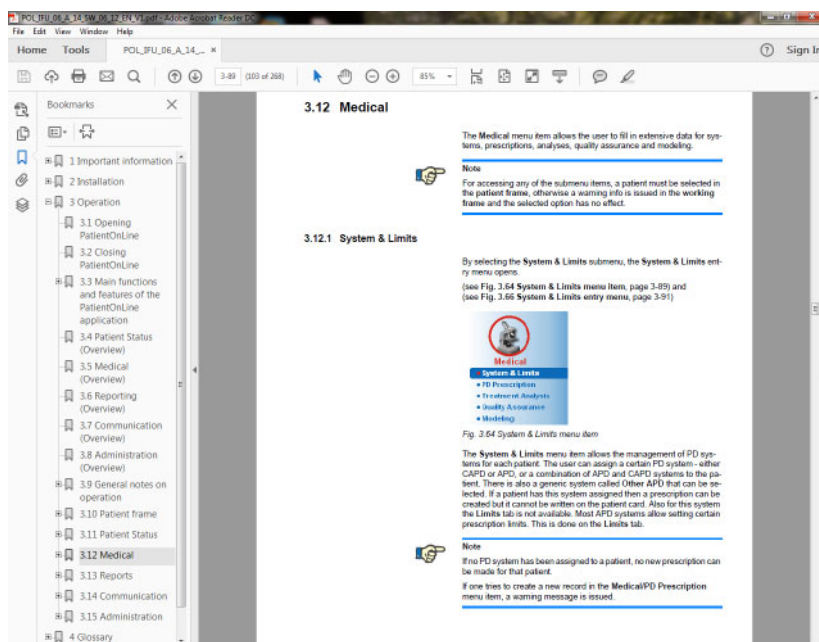 POL_IFU_06_A_14_SW_06_12_EN_V1.pdf - Adobe Acrobat Reader DC
File Edit View Window Help
Home Tools POL_IFU_06_A_14_... × Sign In
3-89 (103 of 268) 85%
Bookmarks
1 Important information
2 Installation
3 Operation
3.1 Opening
PatientOnLine
3.2 Closing
PatientOnLine
3.3 Main functions
and features of the
PatientOnLine
application
3.4 Patient Status
(Overview)
3.5 Medical
(Overview)
3.6 Reporting
(Overview)
3.7 Communication
(Overview)
3.8 Administration
(Overview)
3.9 General notes on
operation
3.10 Patient frame
3.11 Patient Status
3.12 Medical
3.13 Reports
3.14 Communication
3.15 Administration
4 Glossary
3.12 Medical
The Medical menu item allows the user to fill in extensive data for sys-
tems, prescriptions, analyses, quality assurance and modeling.
Note
For accessing any of the submenu items, a patient must be selected in
the patient frame, otherwise a warning info is issued in the working
frame and the selected option has no effect.
3.12.1 System & Limits
By selecting the System & Limits submenu, the System & Limits ent-
ry menu opens.
(see Fig. 3.64 System & Limits menu item, page 3-89) and
(see Fig. 3.66 System & Limits entry menu, page 3-91)
Medical
• System & Limits
• PD Prescription
• Treatment Analysis
• Quality Assurance
• Modeling
Fig. 3.64 System & Limits menu item
The System & Limits menu item allows the management of PD sys-
tems for each patient. The user can assign a certain PD system - either
CAPD or APD, or a combination of APD and CAPD systems to the pa-
tient. There is also a generic system called Other APD that can be se-
lected. If a patient has this system assigned then a prescription can be
created but it cannot be written on the patient card. Also for this system
the Limits tab is not available. Most APD systems allow setting certain
prescription limits. This is done on the Limits tab.
Note
If no PD system has been assigned to a patient, no new prescription can
be made for that patient.
If one tries to create a new record in the Medical/PD Prescription
menu item, a warning message is issued.